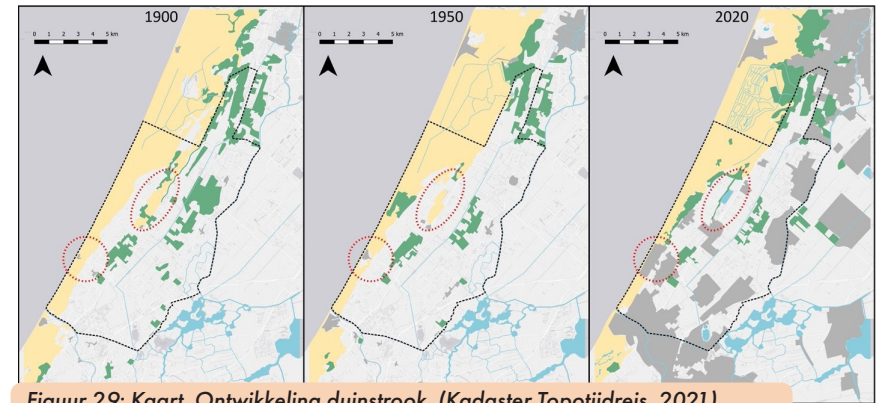 1900
0 1 2 3 4 5 km
1950
0 1 2 3 4 5 km
2020
0 1 2 3 4 5 km
Figuur 29: Kaart, Ontwikkeling duinstrook. (Kadaster Topotijdreis, 2021)